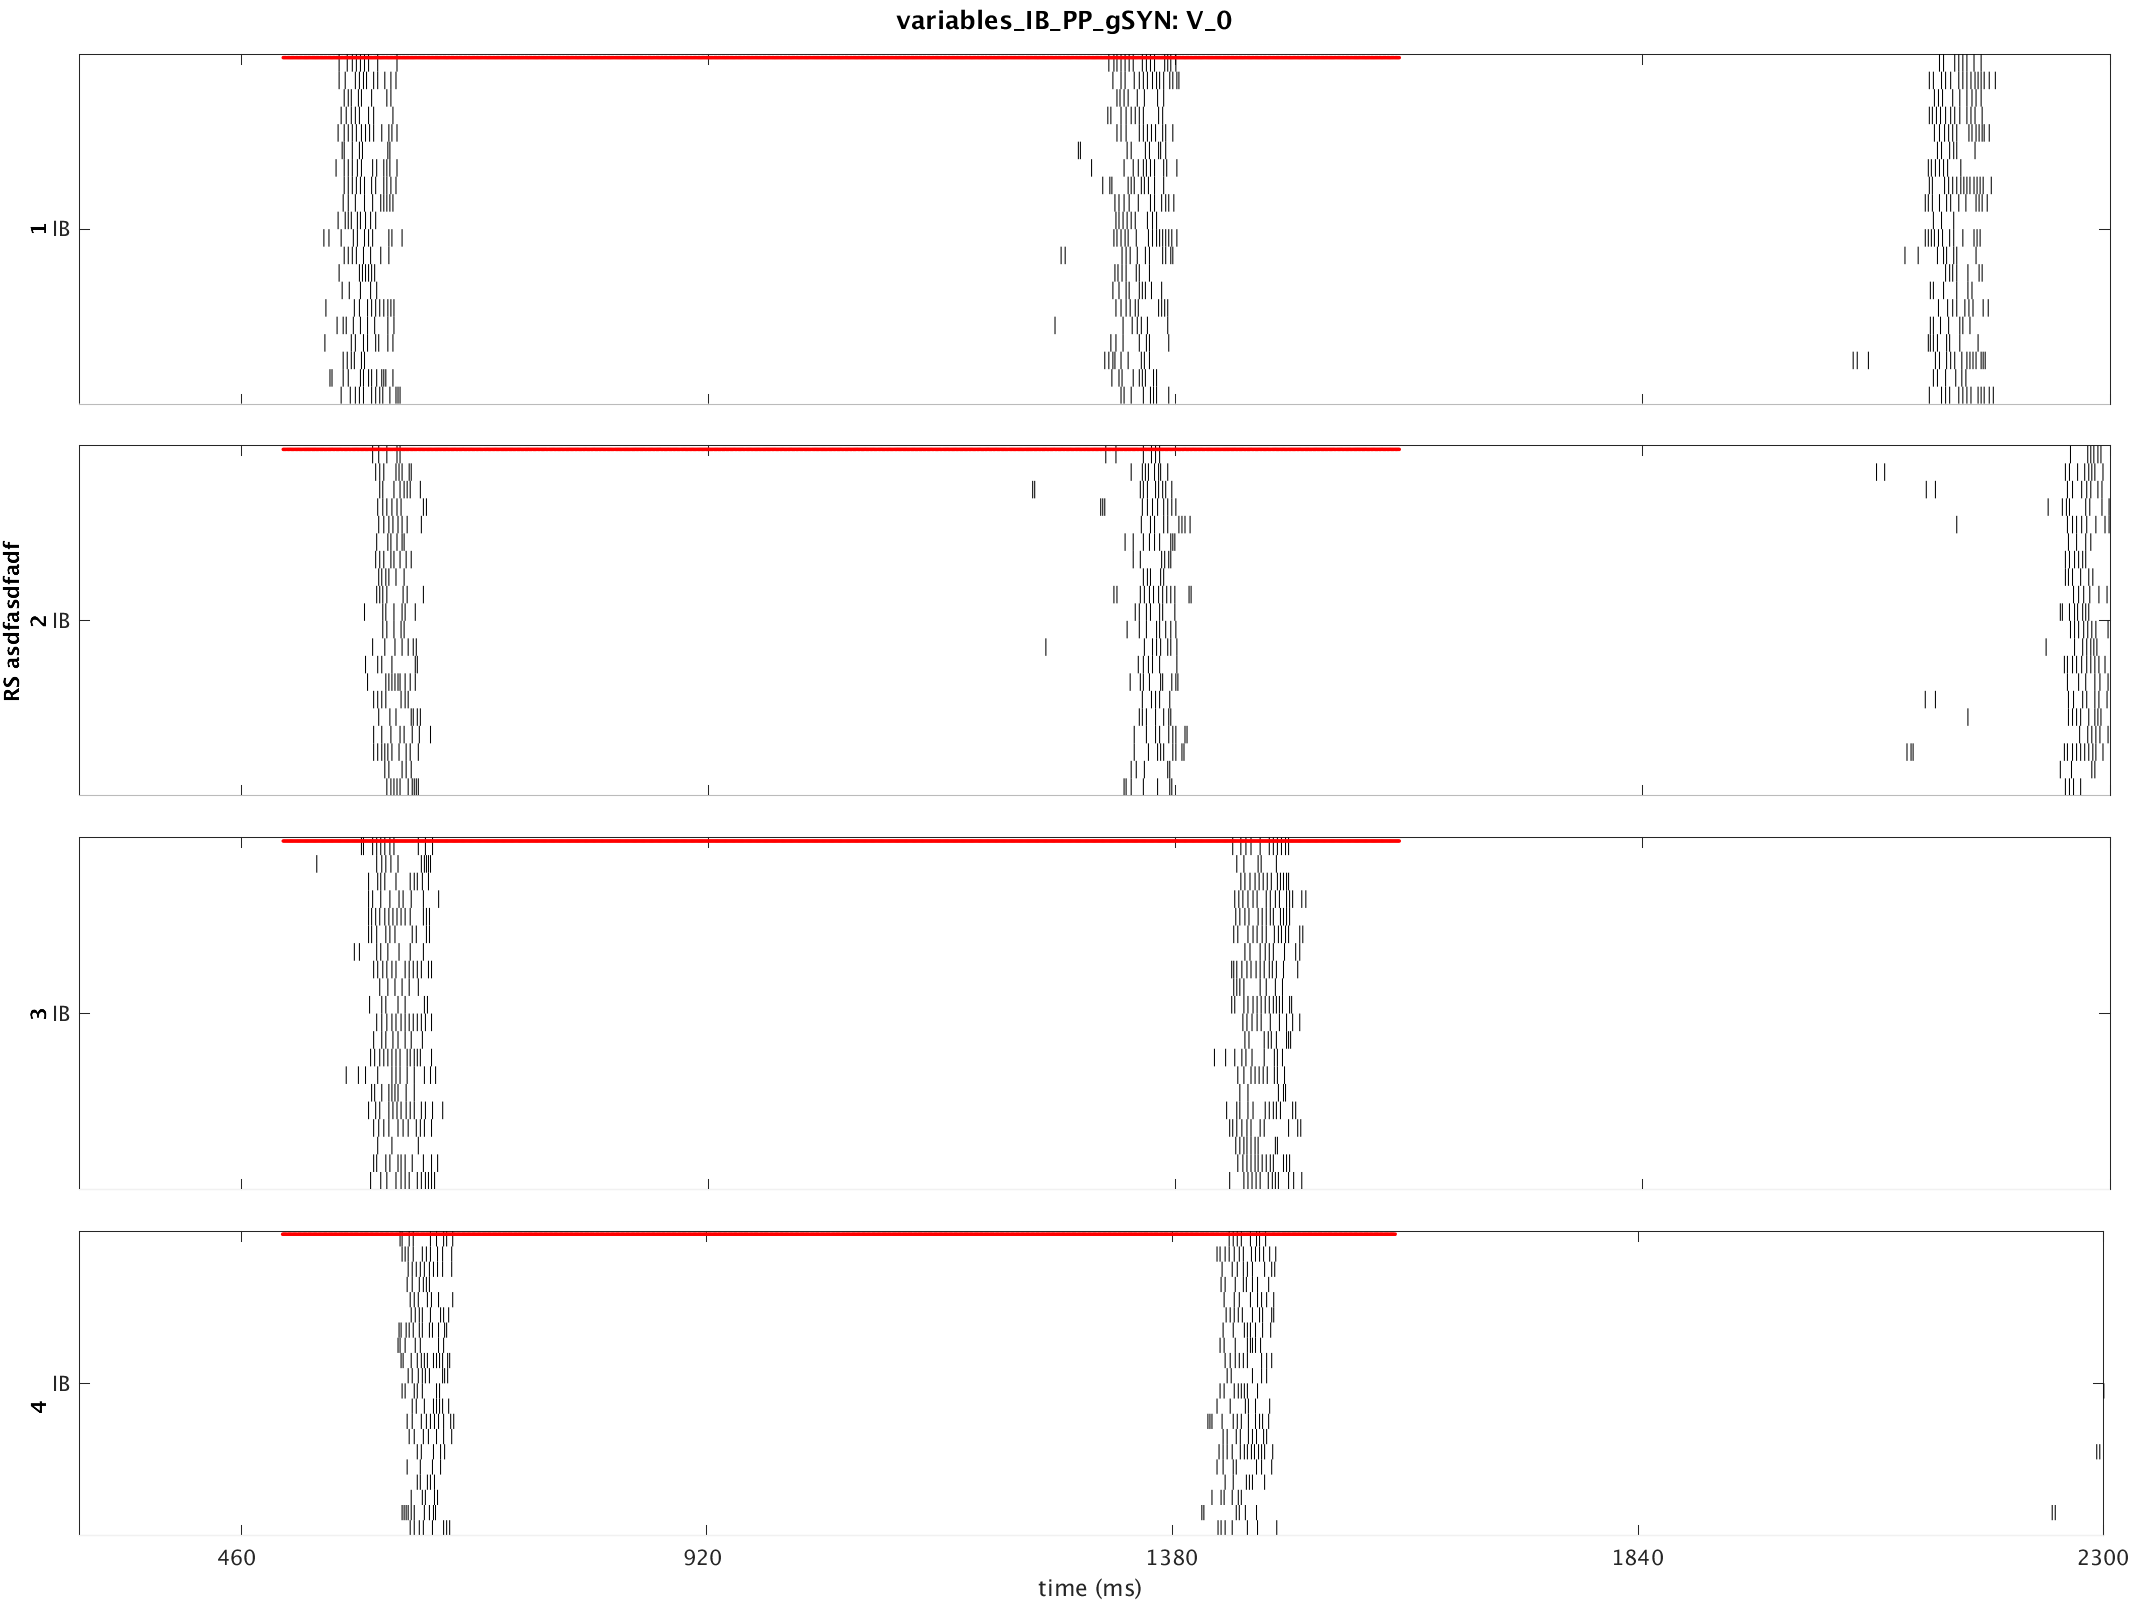 variables_IB_PP_gSYN: V_0
RS asdfasdfadf
1 IB
2 IB
3 IB
4 IB
460 920 1380 1840 2300
time (ms)